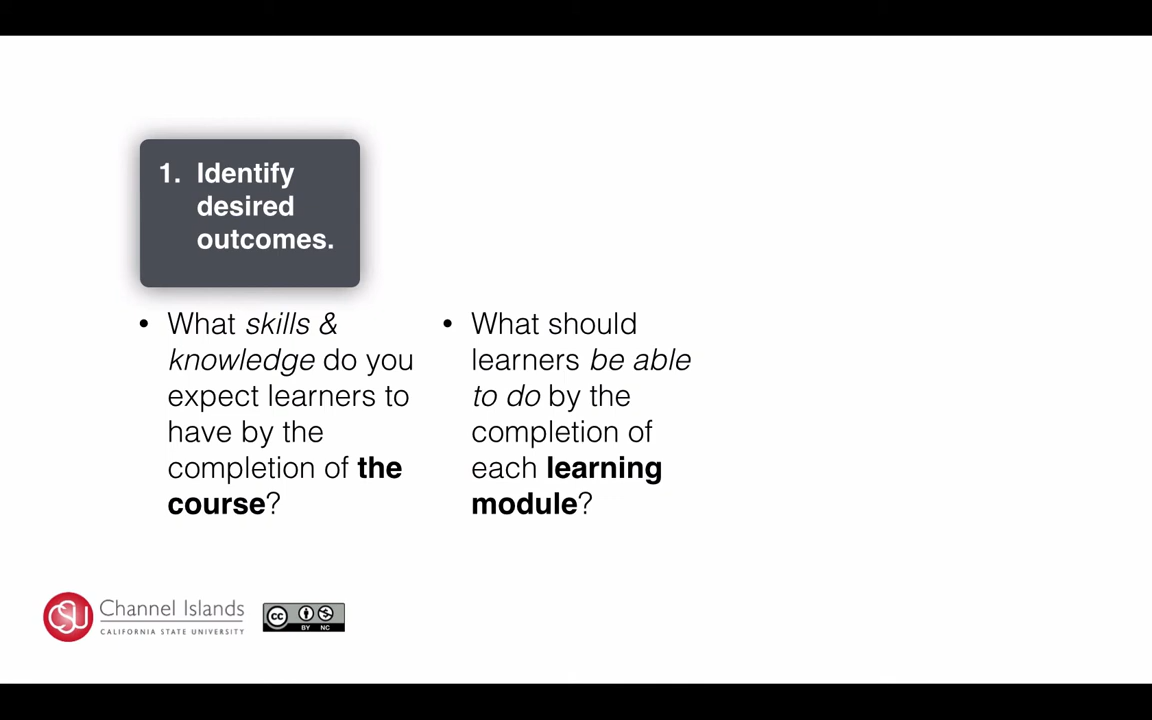 1. Identify
desired
outcomes.
• What skills &
knowledge do you
expect learners to
have by the
completion of the
course?
• What should
learners be able
to do by the
completion of
each learning
module?
CSU
Channel Islands
CALIFORNIA STATE UNIVERSITY
cc
BY NC